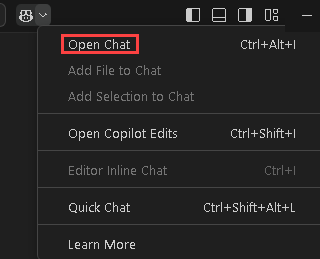 Open Chat Ctrl+Alt+I
Add File to Chat
Add Selection to Chat
Open Copilot Edits Ctrl+Shift+I
Editor Inline Chat Ctrl+I
Quick Chat Ctrl+Shift+Alt+L
Learn More